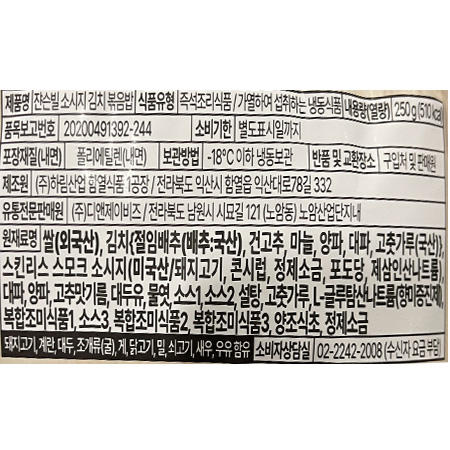 제품명 쟌슨빌 소시지 김치 볶음밥 식품유형 즉석조리식품 / 가열하여 섭취하는 냉동식품 내용량(열량) 250 g (510 kcal)
품목보고번호 20200491392-244 소비기한 별도표시일까지
포장재질(내면) 폴리에틸렌(내면) 보관방법 -18℃ 이하 냉동보관 반품 및 교환장소 구입처 및 판매원
제조원 (주)하림산업 함열식품 1공장 / 전라북도 익산시 함열읍 익산대로78길 332
유통전문판매원 (주)디앤제이비즈 / 전라북도 남원시 시묘길 121 (노암동) 노암산업단지내
원재료명 쌀(외국산), 김치{절임배추(배추:국산), 건고추, 마늘, 양파, 대파, 고춧가루(국산)},
스킨리스 스모크 소시지(미국산/돼지고기, 콘시럽, 정제소금, 포도당, 제삼인산나트륨),
대파, 양파, 고추맛기름, 대두유, 물엿, 소스1, 소스2, 설탕, 고춧가루, L-글루탐산나트륨(향미증진제),
복합조미식품1, 소스3, 복합조미식품2, 복합조미식품3, 양조식초, 정제소금
돼지고기, 계란, 대두, 조개류(굴), 게, 닭고기, 밀, 쇠고기, 새우, 우유 함유 소비자상담실 02-2242-2008 (수신자 요금 부담)